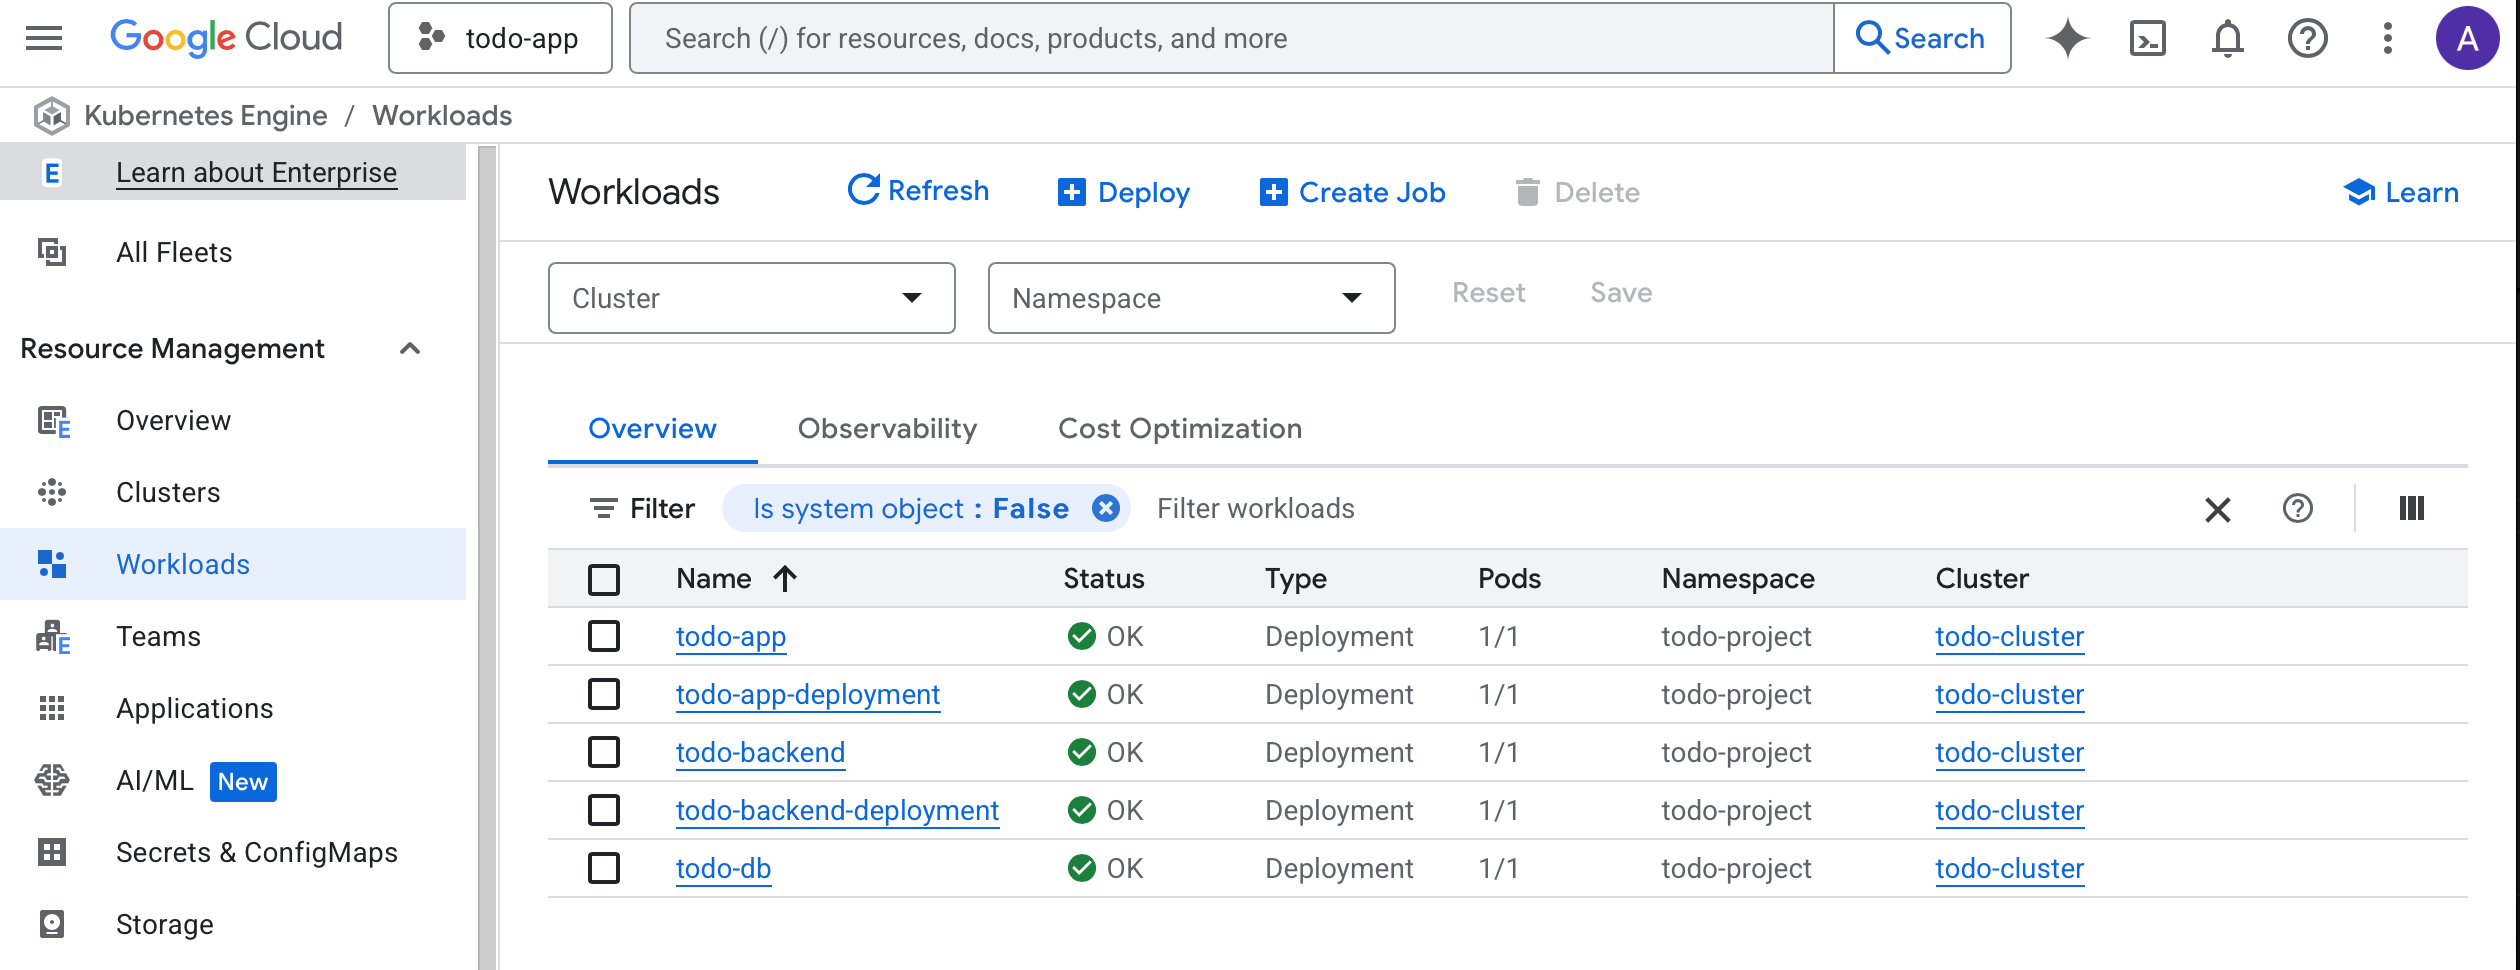 Google Cloud todo-app Search (/) for resources, docs, products, and more Search A
Kubernetes Engine / Workloads
E Learn about Enterprise
All Fleets
Resource Management
E Overview
Clusters
Workloads
E Teams
Applications
AI/ML New
Secrets & ConfigMaps
Storage
Workloads Refresh Deploy Create Job Delete Learn
Cluster Namespace Reset Save
Overview Observability Cost Optimization
Filter Is system object : False Filter workloads
Name Status Type Pods Namespace Cluster
todo-app OK Deployment 1/1 todo-project todo-cluster
todo-app-deployment OK Deployment 1/1 todo-project todo-cluster
todo-backend OK Deployment 1/1 todo-project todo-cluster
todo-backend-deployment OK Deployment 1/1 todo-project todo-cluster
todo-db OK Deployment 1/1 todo-project todo-cluster